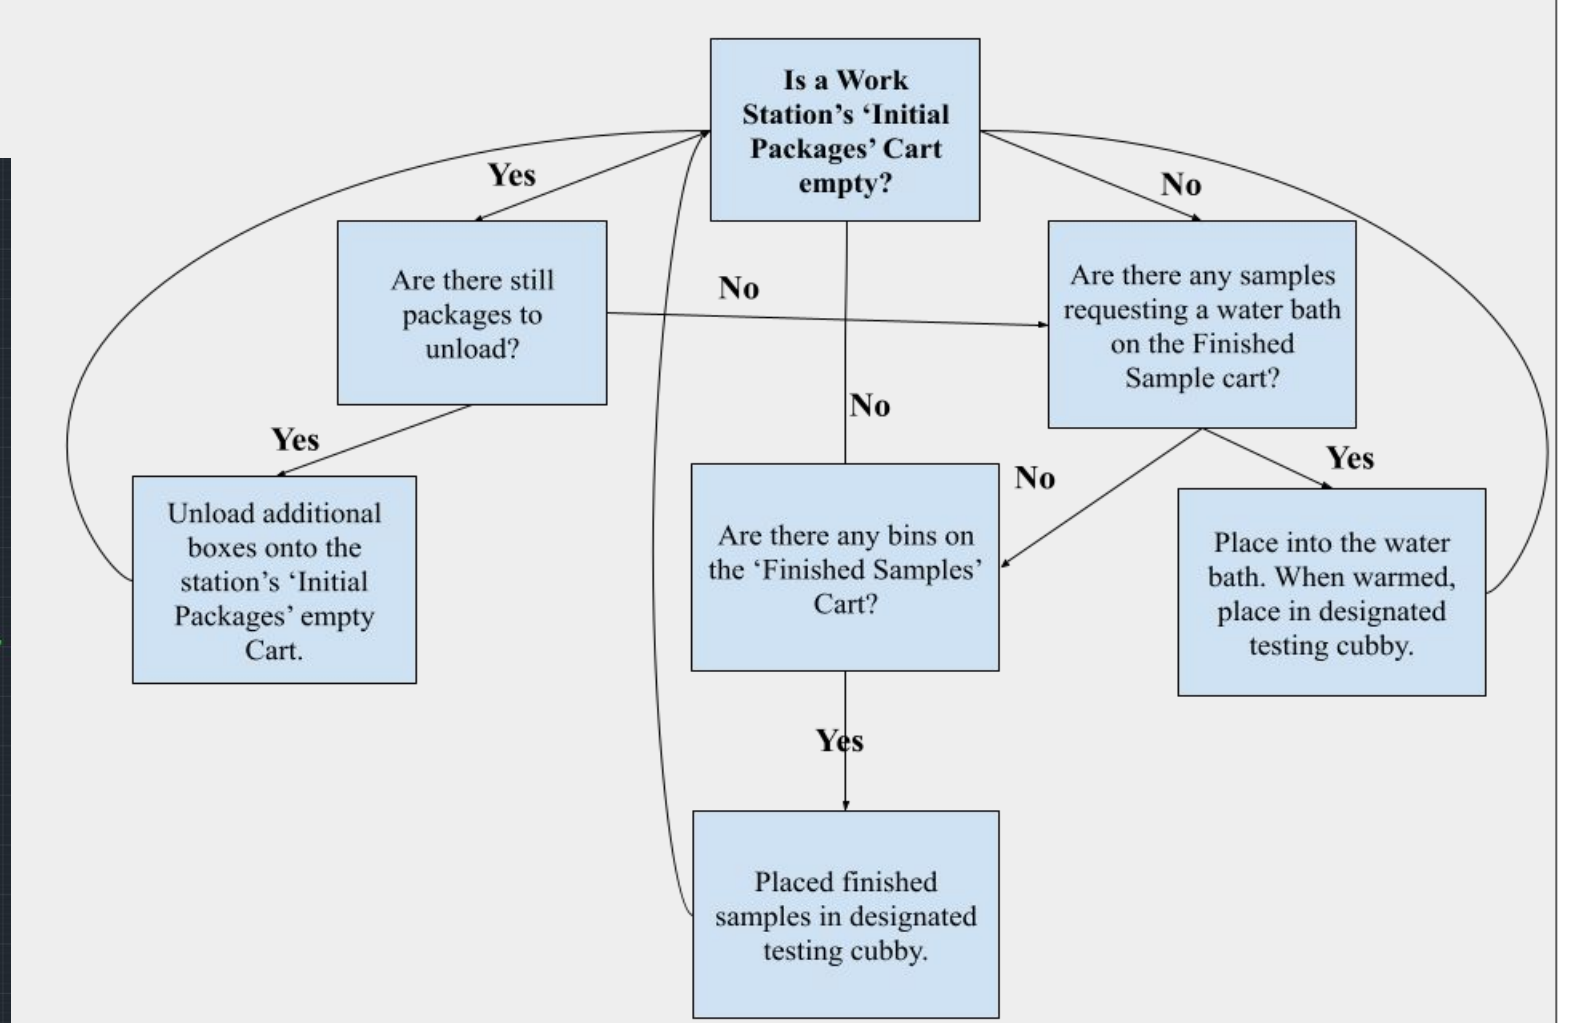 Is a Work
Station’s ‘Initial
Packages’ Cart
empty?
Yes
No
Are there still
packages to
unload?
No
Are there any samples
requesting a water bath
on the Finished
Sample cart?
No
Yes
Yes
No
Unload additional
boxes onto the
station’s ‘Initial
Packages’ empty
Cart.
Are there any bins on
the ‘Finished Samples’
Cart?
Place into the water
bath. When warmed,
place in designated
testing cubby.
Yes
Placed finished
samples in designated
testing cubby.